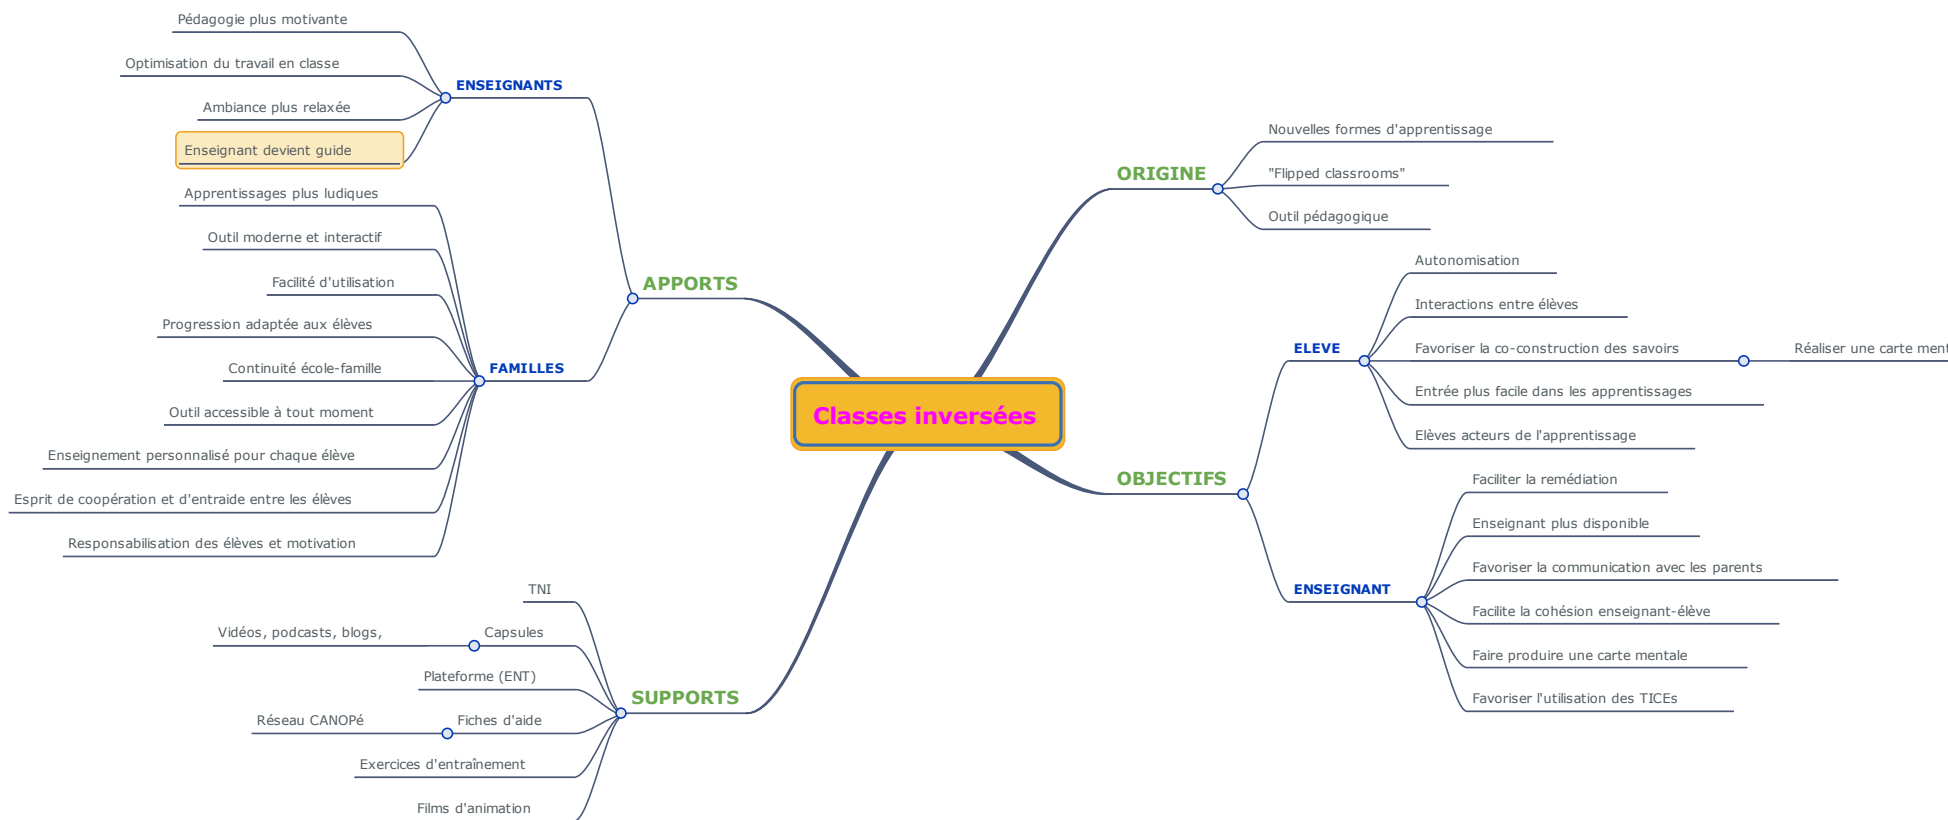 Classes inversées
ORIGINE
Nouvelles formes d'apprentissage
"Flipped classrooms"
Outil pédagogique
OBJECTIFS
ELEVE
Autonomisation
Interactions entre élèves
Favoriser la co-construction des savoirs
Réaliser une carte ment
Entrée plus facile dans les apprentissages
Elèves acteurs de l'apprentissage
ENSEIGNANT
Faciliter la remédiation
Enseignant plus disponible
Favoriser la communication avec les parents
Facilite la cohésion enseignant-élève
Faire produire une carte mentale
Favoriser l'utilisation des TICEs
APPORTS
ENSEIGNANTS
Pédagogie plus motivante
Optimisation du travail en classe
Ambiance plus relaxée
Enseignant devient guide
FAMILLES
Apprentissages plus ludiques
Outil moderne et interactif
Facilité d'utilisation
Progression adaptée aux élèves
Continuité école-famille
Outil accessible à tout moment
Enseignement personnalisé pour chaque élève
Esprit de coopération et d'entraide entre les élèves
Responsabilisation des élèves et motivation
SUPPORTS
TNI
Capsules
Vidéos, podcasts, blogs,
Plateforme (ENT)
Fiches d'aide
Réseau CANOPé
Exercices d'entraînement
Films d'animation